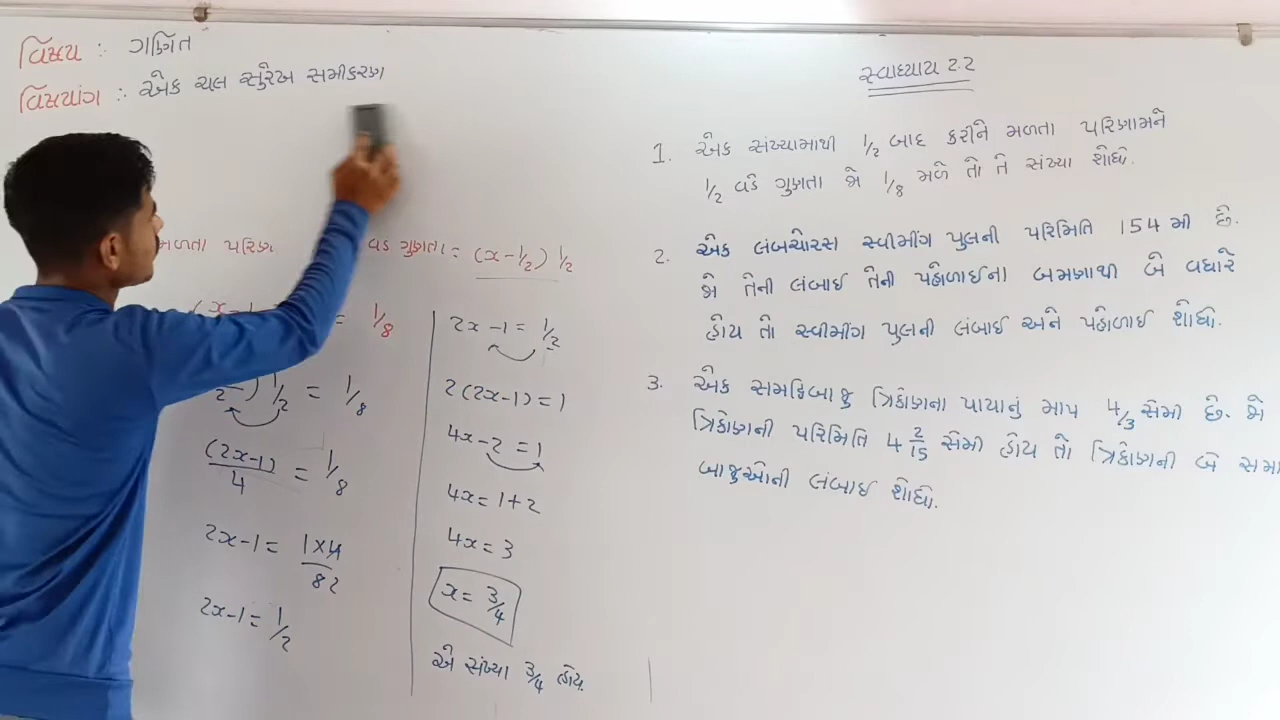 વિષય : ગણિત
વિષયાંગ : એક ચલ સુરેખ સમીકરણ
મળતા પરિણ વડે ગુણતા = (x-1/2) 1/2
= 1/8
) 1/2 = 1/8
(2x-1)/4 = 1/8
2x-1 = 1×4/82
2x-1 = 1/2
2x-1 = 1/2
2(2x-1) = 1
4x-2 = 1
4x = 1+2
4x = 3
x = 3/4
એ સંખ્યા 3/4 હોય.
સ્વાધ્યાય 2.2
1. એક સંખ્યામાથી 1/2 બાદ કરીને મળતા પરિણામને
1/2 વડે ગુણતા જો 1/8 મળે તો તે સંખ્યા શોધો.
2. એક લંબચોરસ સ્વીમીંગ પુલની પરિમિતિ 154 મી છે.
જો તેની લંબાઈ તેની પહોળાઈના બમણાથી બે વધારે
હોય તો સ્વીમીંગ પુલની લંબાઈ અને પહોળાઈ શોધો.
3. એક સમદ્વિબાજુ ત્રિકોણના પાયાનું માપ 4/3 સેમી છે. જો
ત્રિકોણની પરિમિતિ 4 2/15 સેમી હોય તો ત્રિકોણની બે સમા
બાજુઓની લંબાઈ શોધો.